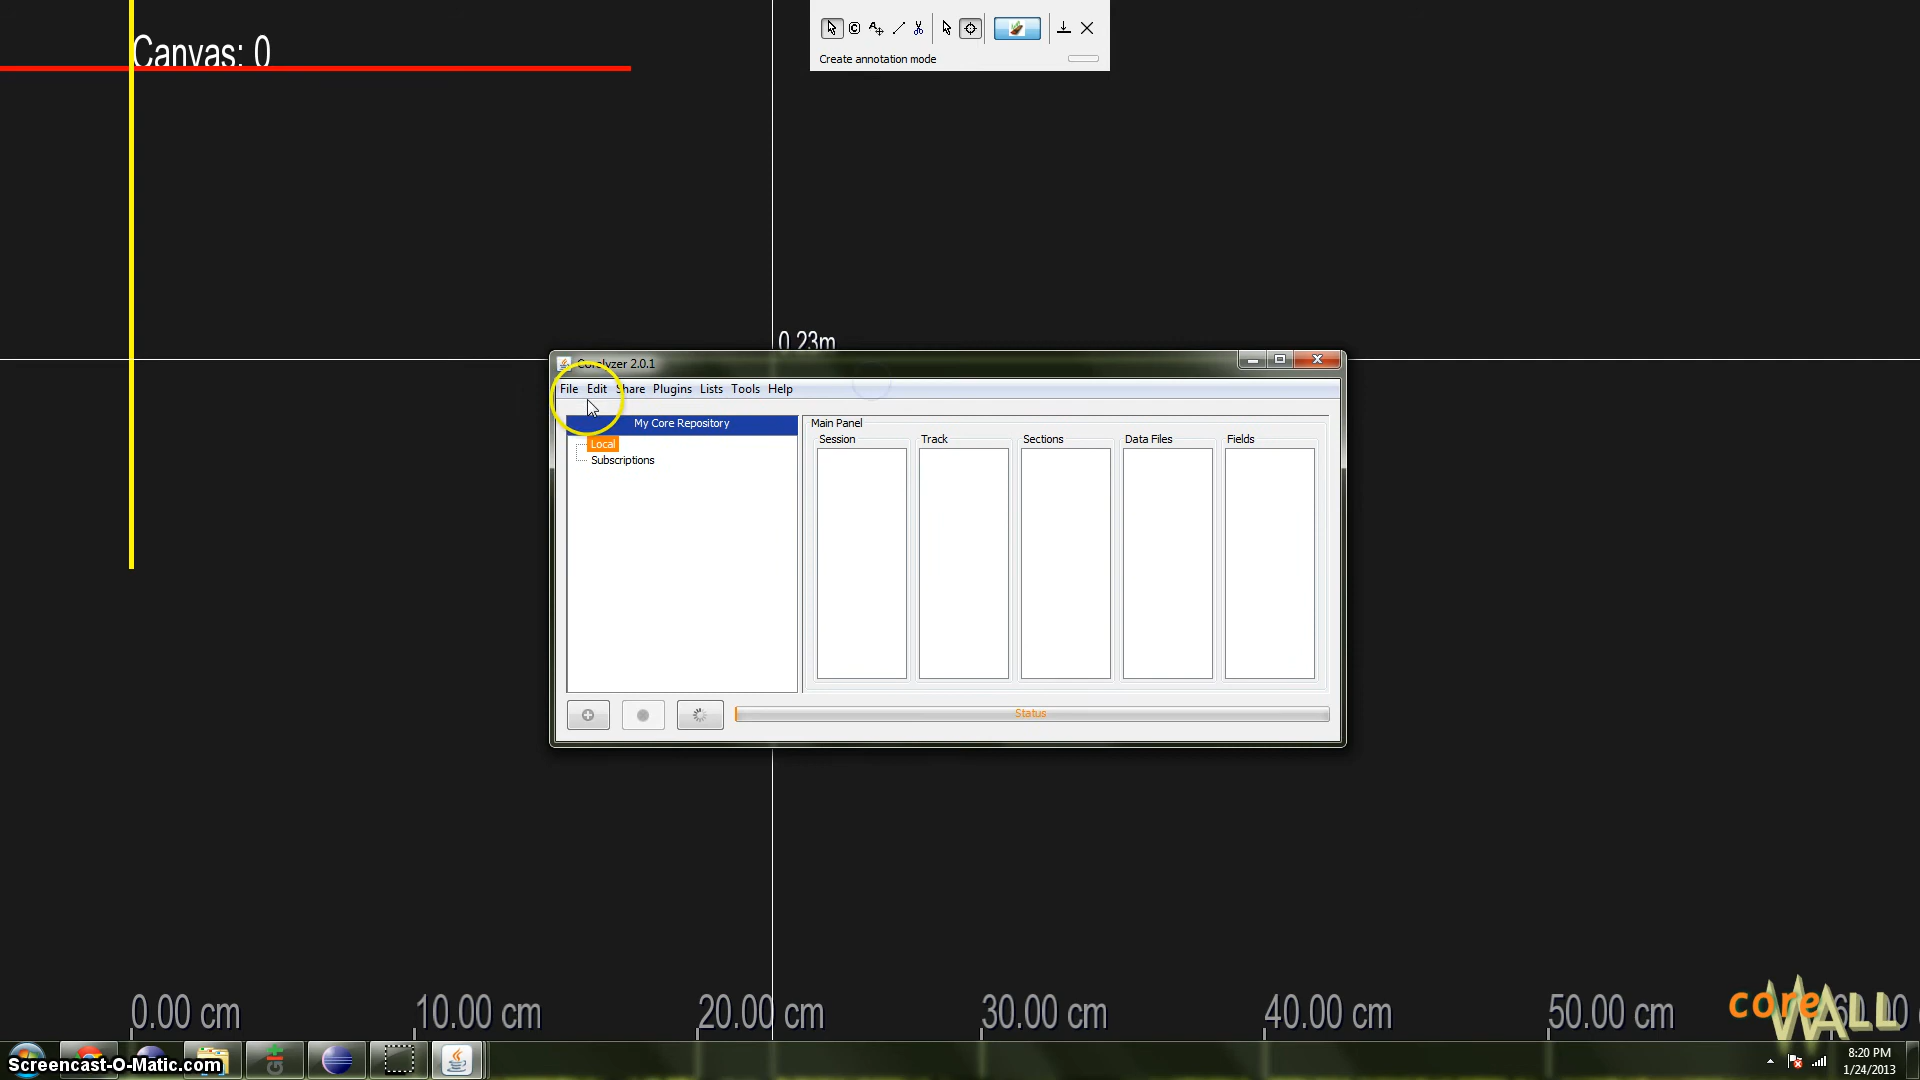 Canvas: 0
Create annotation mode
0.23m
Corelyzer 2.0.1
File Edit Share Plugins Lists Tools Help
My Core Repository
Local
Subscriptions
Main Panel
Session Track Sections Data Files Fields
Status
0.00 cm 10.00 cm 20.00 cm 30.00 cm 40.00 cm 50.00 cm
core WALL
Screencast-O-Matic.com
8:20 PM
1/24/2013